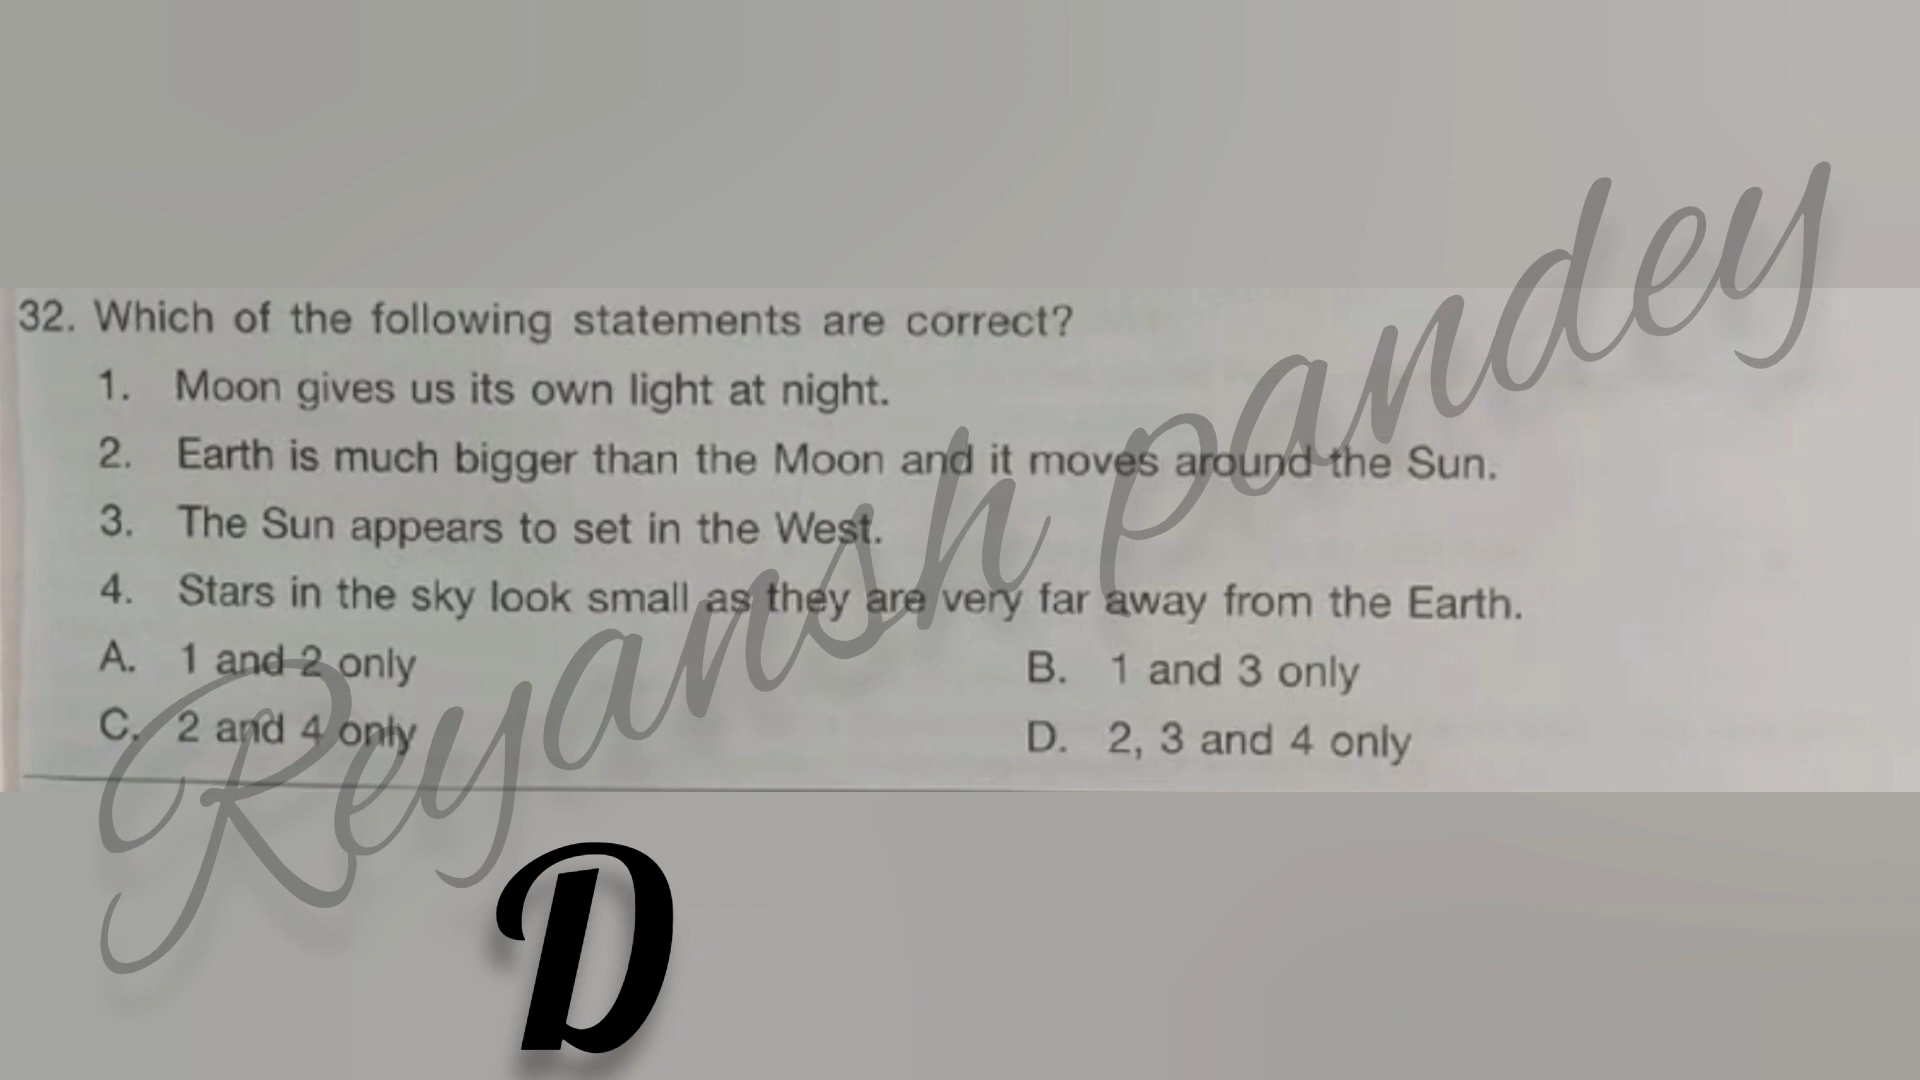 32. Which of the following statements are correct?
1. Moon gives us its own light at night.
2. Earth is much bigger than the Moon and it moves around the Sun.
3. The Sun appears to set in the West.
4. Stars in the sky look small as they are very far away from the Earth.
A. 1 and 2 only B. 1 and 3 only
C. 2 and 4 only D. 2, 3 and 4 only
Reyansh pandey
D